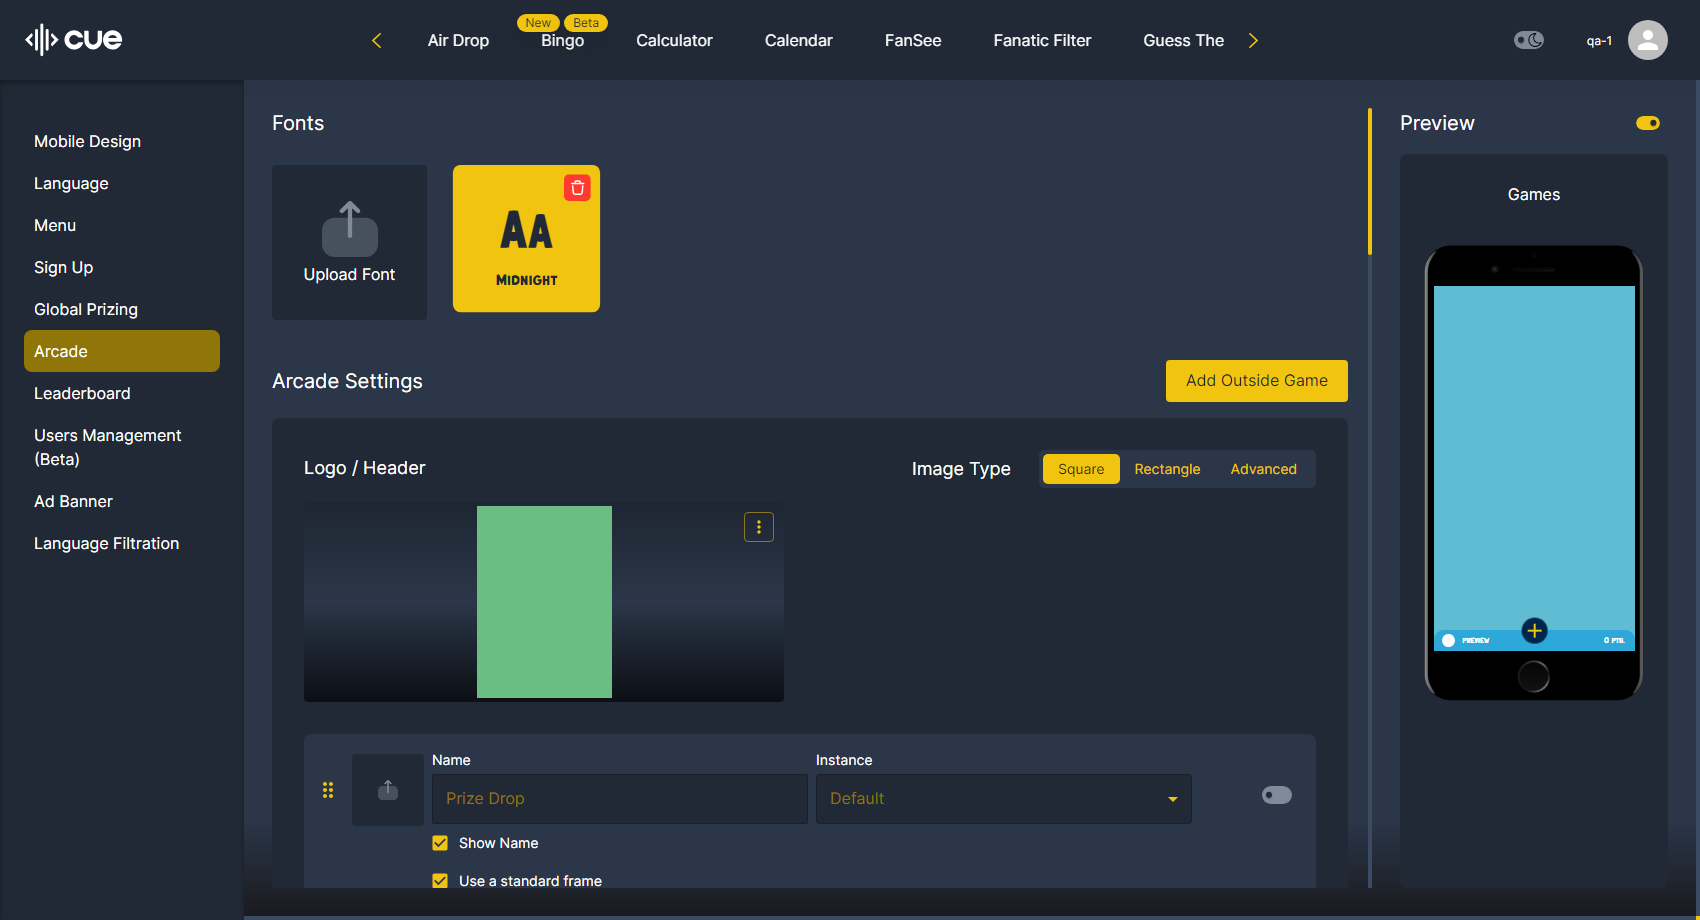 cue
New
Beta
Air Drop
Bingo
Calculator
Calendar
FanSee
Fanatic Filter
Guess The
qa-1
Mobile Design
Language
Menu
Sign Up
Global Prizing
Arcade
Leaderboard
Users Management
(Beta)
Ad Banner
Language Filtration
Fonts
Upload Font
AA
MIDNIGHT
Arcade Settings
Add Outside Game
Logo / Header
Image Type
Square
Rectangle
Advanced
Name
Prize Drop
Instance
Default
Show Name
Use a standard frame
Preview
Games
PREVIEW
0 PTS.